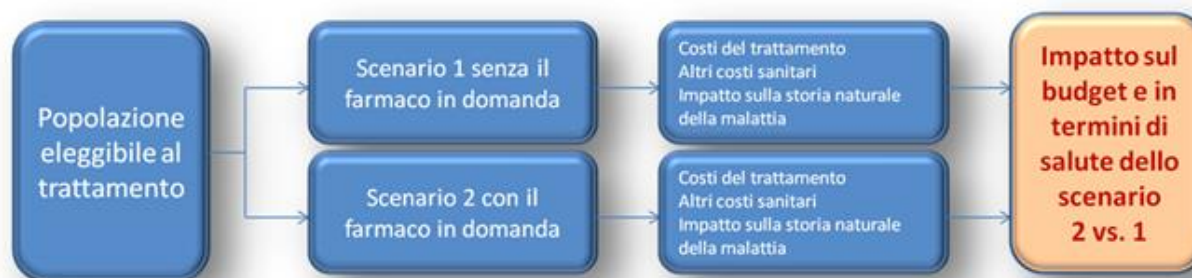 Popolazione
eleggibile al
trattamento
Scenario 1 senza il
farmaco in domanda
Costi del trattamento
Altri costi sanitari
Impatto sulla storia naturale
della malattia
Scenario 2 con il
farmaco in domanda
Costi del trattamento
Altri costi sanitari
Impatto sulla storia naturale
della malattia
Impatto sul
budget e in
termini di
salute dello
scenario
2 vs. 1